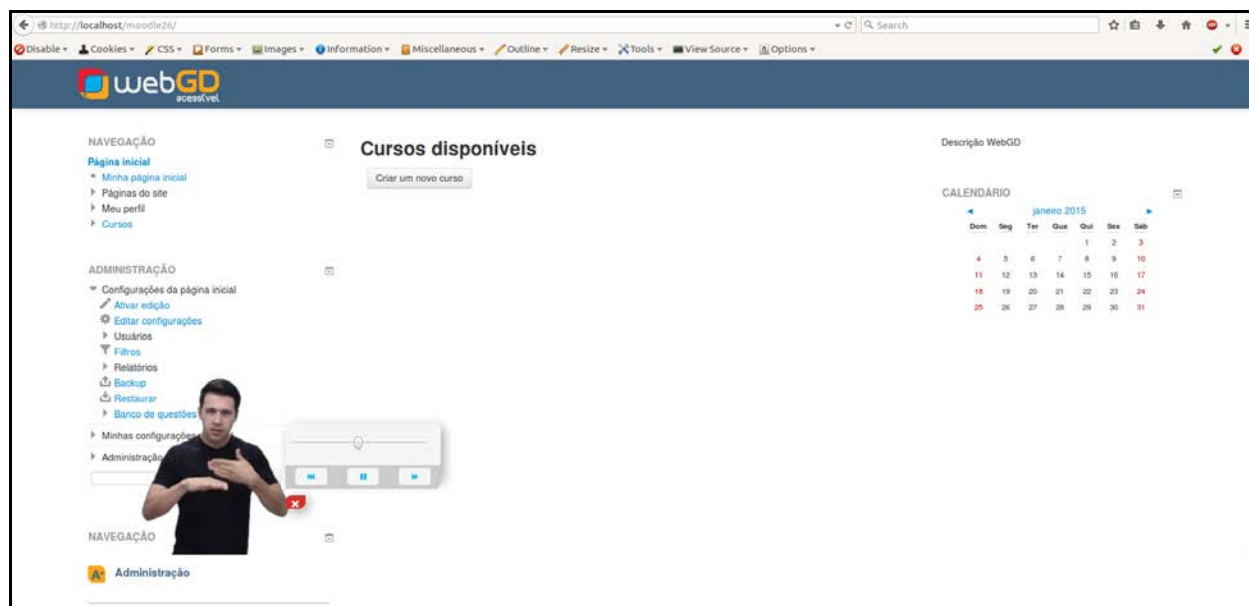 http://localhost/moodle26/
Search
Disable Cookies CSS Forms Images Information Miscellaneous Outline Resize Tools View Source Options
webGD
acessível
NAVEGAÇÃO
Página inicial
Minha página inicial
Páginas do site
Meu perfil
Cursos
ADMINISTRAÇÃO
Configurações da página inicial
Ativar edição
Editar configurações
Usuários
Filtros
Relatórios
Backup
Restaurar
Banco de questões
Minhas configurações
Administração
NAVEGAÇÃO
A+ Administração
Cursos disponíveis
Criar um novo curso
Descrição WebGD
CALENDÁRIO
janeiro 2015
Dom Seg Ter Qua Qui Sex Sáb
1 2 3
4 5 6 7 8 9 10
11 12 13 14 15 16 17
18 19 20 21 22 23 24
25 26 27 28 29 30 31